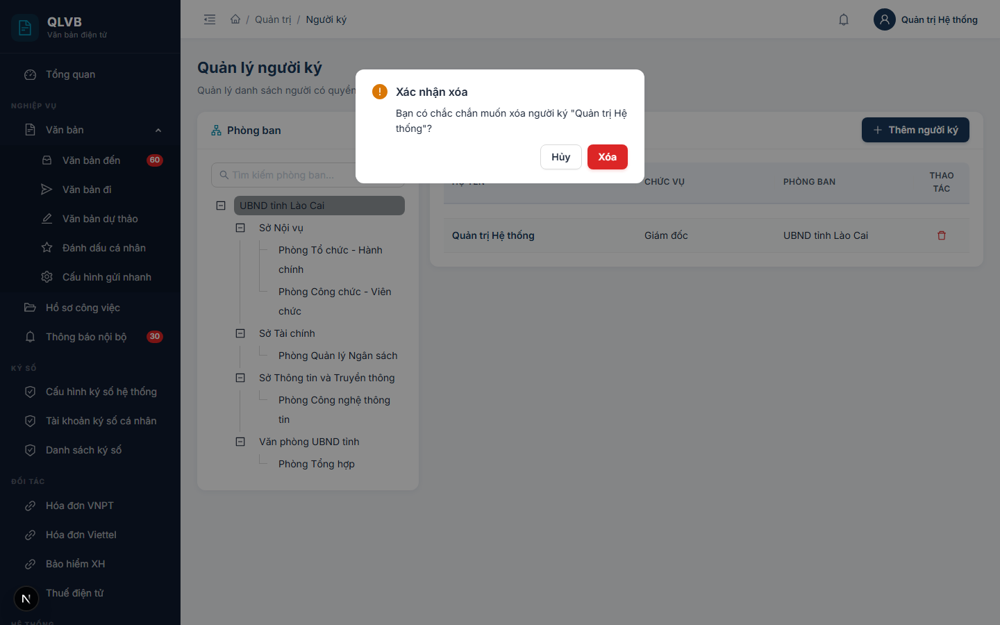 QLVB
Văn bản điện tử
Tổng quan
NGHIỆP VỤ
Văn bản
Văn bản đến 60
Văn bản đi
Văn bản dự thảo
Đánh dấu cá nhân
Cấu hình gửi nhanh
Hồ sơ công việc
Thông báo nội bộ 30
KÝ SỐ
Cấu hình ký số hệ thống
Tài khoản ký số cá nhân
Danh sách ký số
ĐỐI TÁC
Hóa đơn VNPT
Hóa đơn Viettel
Bảo hiểm XH
Thuế điện tử
HỆ THỐNG
N
/ Quản trị / Người ký
Quản trị Hệ thống
Quản lý người ký
Quản lý danh sách người có quyền
Phòng ban
Thêm người ký
Tìm kiếm phòng ban...
UBND tỉnh Lào Cai
Sở Nội vụ
Phòng Tổ chức - Hành
chính
Phòng Công chức - Viên
chức
Sở Tài chính
Phòng Quản lý Ngân sách
Sở Thông tin và Truyền thông
Phòng Công nghệ thông
tin
Văn phòng UBND tỉnh
Phòng Tổng hợp
HỌ TÊN CHỨC VỤ PHÒNG BAN THAO
TÁC
Quản trị Hệ thống Giám đốc UBND tỉnh Lào Cai
Xác nhận xóa
Bạn có chắc chắn muốn xóa người ký "Quản trị Hệ
thống"?
Hủy Xóa